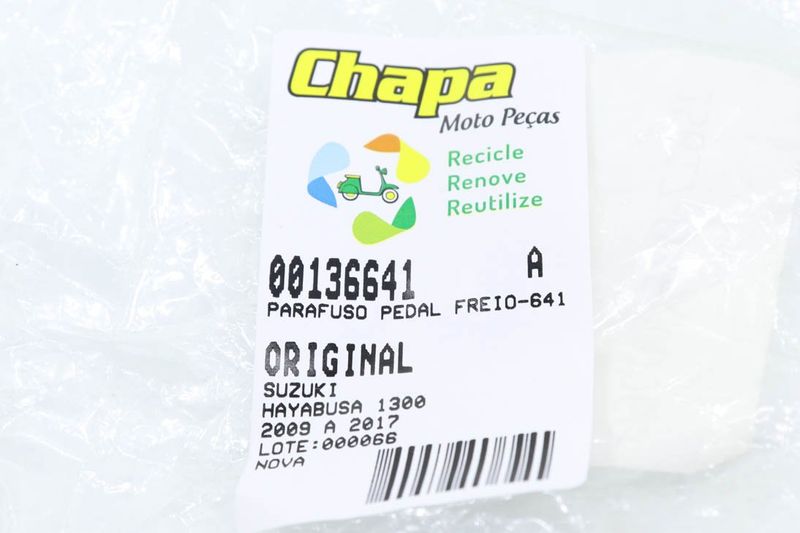 Chapa
Moto Peças
Recicle
Renove
Reutilize
00136641 A
PARAFUSO PEDAL FREIO-641
ORIGINAL
SUZUKI
HAYABUSA 1300
2009 A 2017
LOTE:000066
NOVA